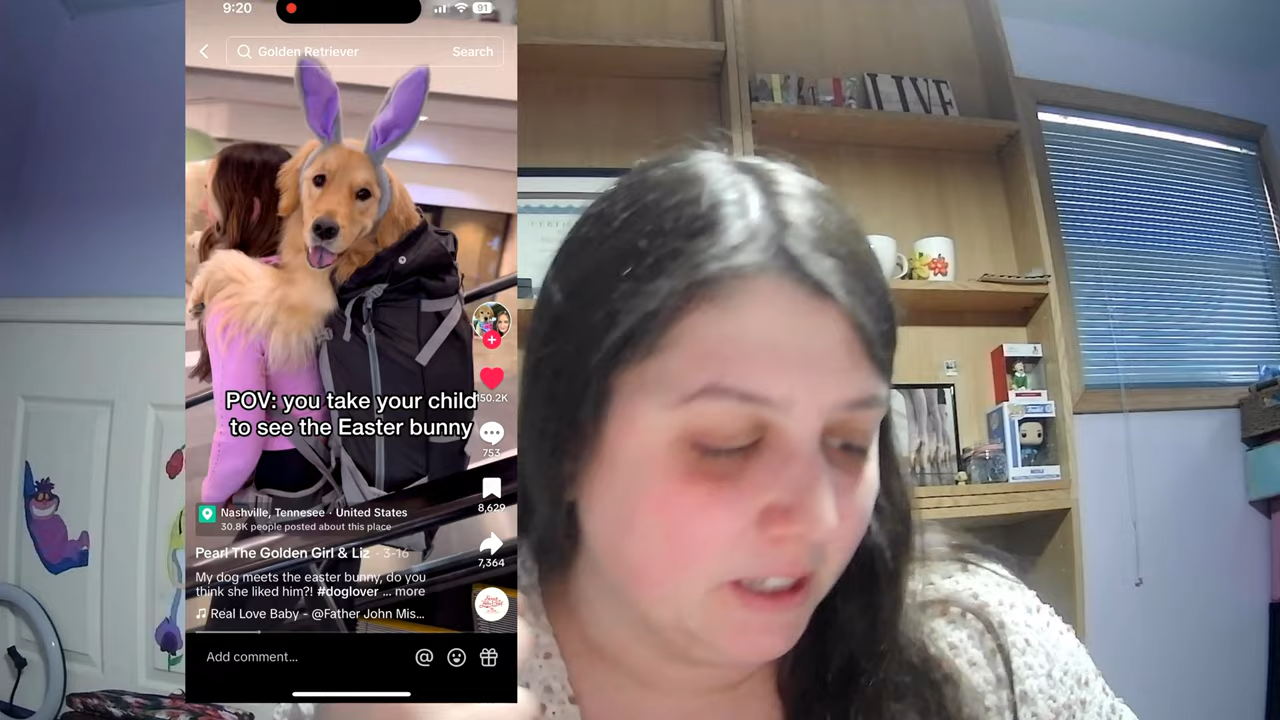 9:20
91
Golden Retriever
Search
LIVE
POV: you take your child
to see the Easter bunny
150.2K
753
8,629
7,364
Nashville, Tennesee · United States
30.8K people posted about this place
Pearl The Golden Girl & Liz · 3-16
My dog meets the easter bunny, do you
think she liked him?! #doglover ... more
Real Love Baby - @Father John Mis...
Add comment...